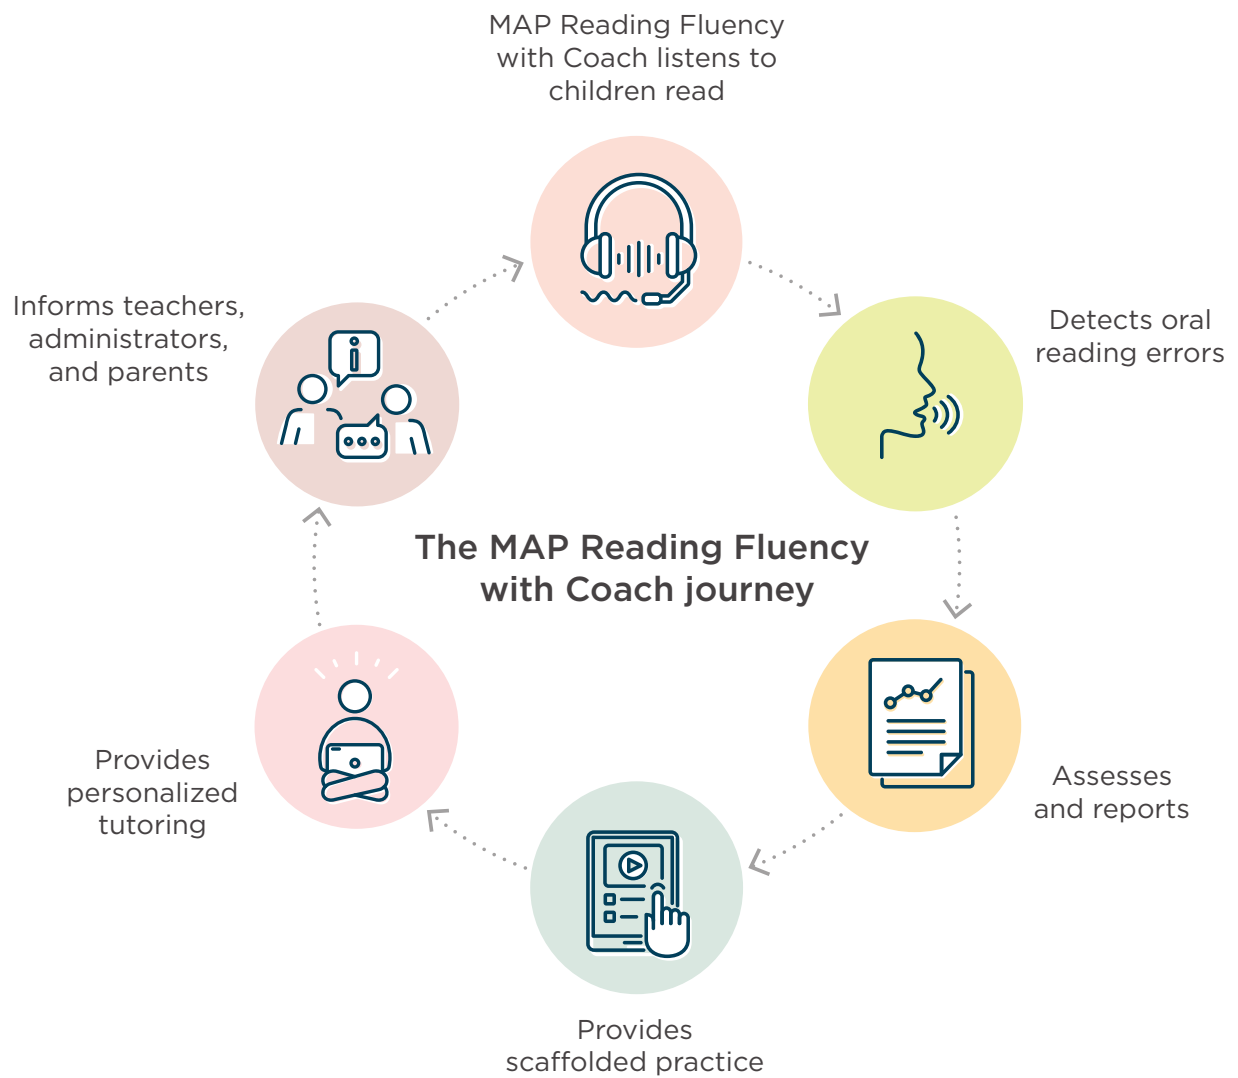 MAP Reading Fluency
with Coach listens to
children read
Detects oral
reading errors
Assesses
and reports
Provides
scaffolded practice
Provides
personalized
tutoring
Informs teachers,
administrators,
and parents
The MAP Reading Fluency
with Coach journey